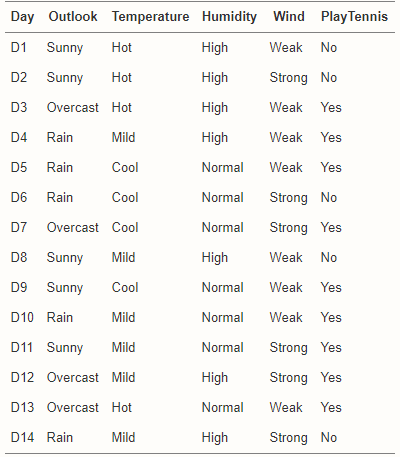 Day Outlook Temperature Humidity Wind PlayTennis
D1 Sunny Hot High Weak No
D2 Sunny Hot High Strong No
D3 Overcast Hot High Weak Yes
D4 Rain Mild High Weak Yes
D5 Rain Cool Normal Weak Yes
D6 Rain Cool Normal Strong No
D7 Overcast Cool Normal Strong Yes
D8 Sunny Mild High Weak No
D9 Sunny Cool Normal Weak Yes
D10 Rain Mild Normal Weak Yes
D11 Sunny Mild Normal Strong Yes
D12 Overcast Mild High Strong Yes
D13 Overcast Hot Normal Weak Yes
D14 Rain Mild High Strong No